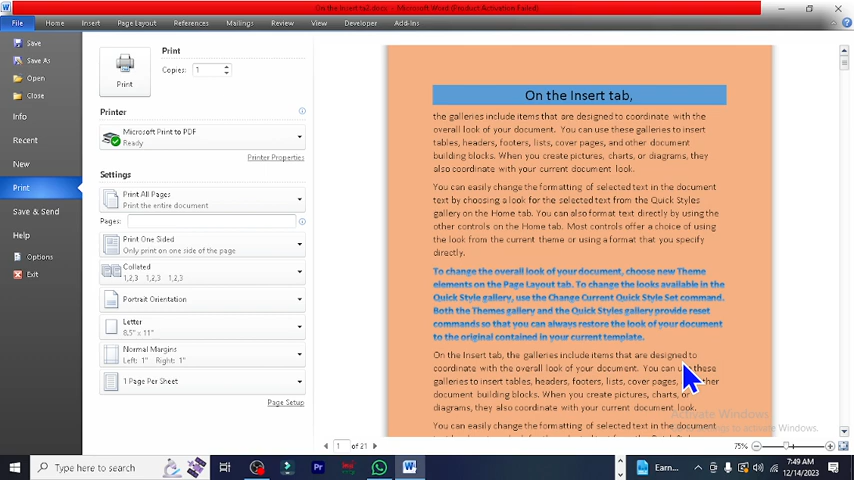 On the Insert tx2.docx - Microsoft Word (Product Activation Failed)
File Home Insert Page Layout References Mailings Review View Developer Add-Ins
Save
Save As
Open
Close
Info
Recent
New
Print
Save & Send
Help
Options
Exit
Print
Copies: 1
Print
Printer
Microsoft Print to PDF
Ready
Printer Properties
Settings
Print All Pages
Print the entire document
Pages:
Print One Sided
Only print on one side of the page
Collated
1,2,3 1,2,3 1,2,3
Portrait Orientation
Letter
8.5" x 11"
Normal Margins
Left: 1" Right: 1"
1 Page Per Sheet
Page Setup
On the Insert tab,
the galleries include items that are designed to coordinate with the
overall look of your document. You can use these galleries to insert
tables, headers, footers, lists, cover pages, and other document
building blocks. When you create pictures, charts, or diagrams, they
also coordinate with your current document look.
You can easily change the formatting of selected text in the document
text by choosing a look for the selected text from the Quick Styles
gallery on the Home tab. You can also format text directly by using the
other controls on the Home tab. Most controls offer a choice of using
the look from the current theme or using a format that you specify
directly.
To change the overall look of your document, choose new Theme
elements on the Page Layout tab. To change the looks available in the
Quick Style gallery, use the Change Current Quick Style Set command.
Both the Themes gallery and the Quick Styles gallery provide reset
commands so that you can always restore the look of your document
to the original contained in your current template.
On the Insert tab, the galleries include items that are designed to
coordinate with the overall look of your document. You can use these
galleries to insert tables, headers, footers, lists, cover pages, other
document building blocks. When you create pictures, charts, or
diagrams, they also coordinate with your current document look.
You can easily change the formatting of selected text in the document
Activate Windows
Go to Settings to activate Windows.
1 of 21
75%
Type here to search
Pr
W
Earn...
7:49 AM
12/14/2023